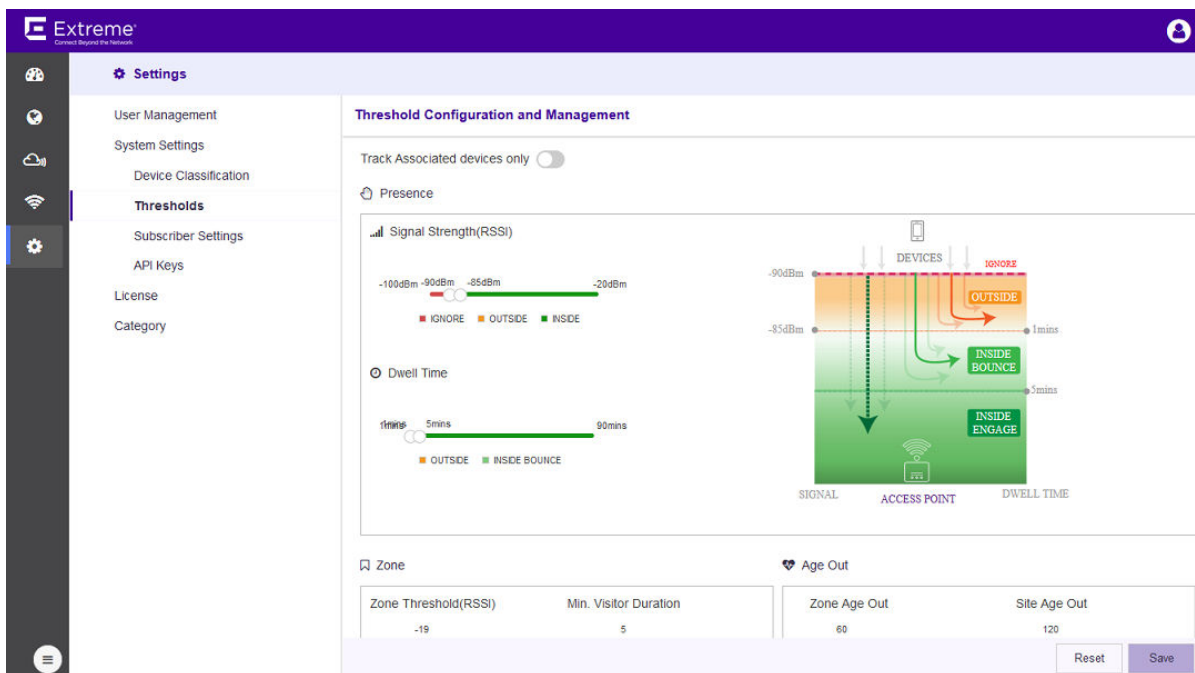 Extreme®
Connect Beyond the Network
Settings
User Management
System Settings
Device Classification
Thresholds
Subscriber Settings
API Keys
License
Category
Threshold Configuration and Management
Track Associated devices only
Presence
Signal Strength(RSSI)
-100dBm -90dBm -85dBm -20dBm
IGNORE OUTSIDE INSIDE
Dwell Time
5mins 90mins
OUTSIDE INSIDE BOUNCE
DEVICES
IGNORE
-90dBm
OUTSIDE
-85dBm
1mins
INSIDE
BOUNCE
5mins
INSIDE
ENGAGE
SIGNAL
ACCESS POINT
DWELL TIME
Zone
Zone Threshold(RSSI) Min. Visitor Duration
-19 5
Age Out
Zone Age Out Site Age Out
60 120
Reset Save